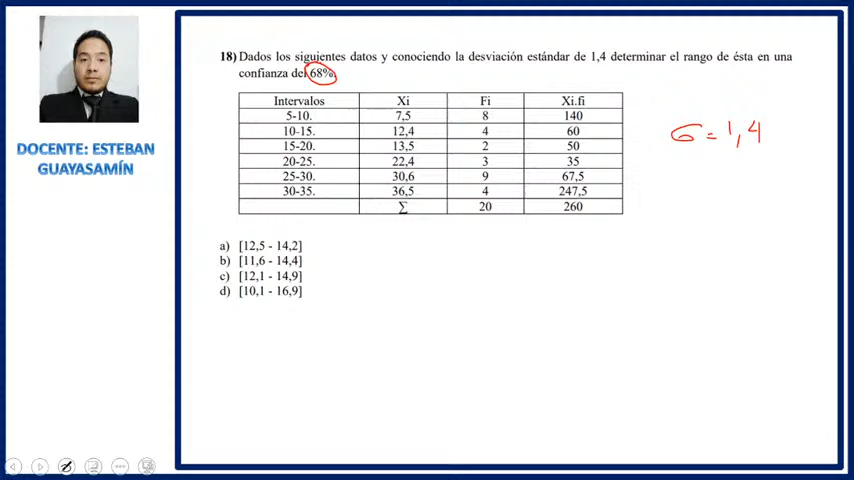 18) Dados los siguientes datos y conociendo la desviación estándar de 1,4 determinar el rango de ésta en una
confianza del 68%.
DOCENTE: ESTEBAN
GUAYASAMÍN
Intervalos Xi Fi Xi.fi
5-10. 7,5 8 140
10-15. 12,4 4 60
15-20. 13,5 2 50
20-25. 22,4 3 35
25-30. 30,6 9 67,5
30-35. 36,5 4 247,5
∑ 20 260
σ = 1,4
a) [12,5 - 14,2]
b) [11,6 - 14,4]
c) [12,1 - 14,9]
d) [10,1 - 16,9]